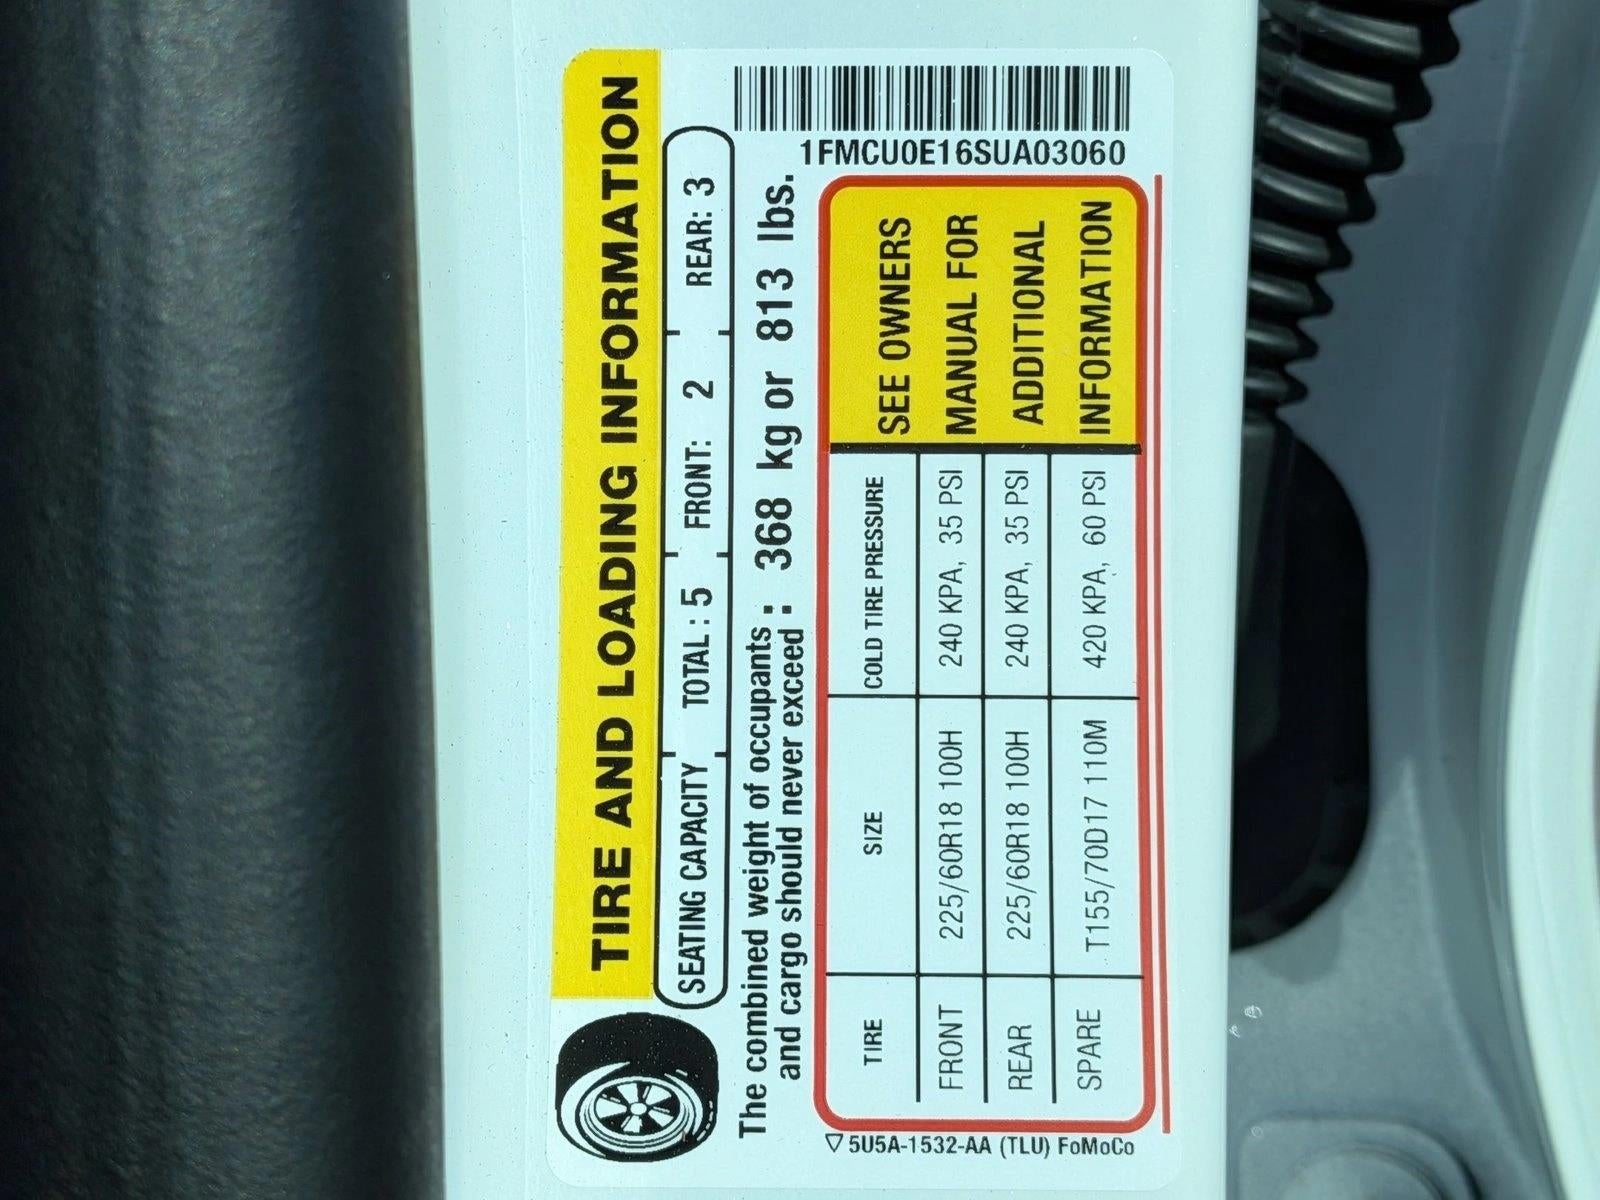 TIRE AND LOADING INFORMATION
SEATING CAPACITY TOTAL : 5 FRONT: 2 REAR: 3
The combined weight of occupants and cargo should never exceed : 368 kg or 813 lbs.
1FMCU0E16SUA03060
TIRE SIZE COLD TIRE PRESSURE
FRONT 225/60R18 100H 240 KPA, 35 PSI
REAR 225/60R18 100H 240 KPA, 35 PSI
SPARE T155/70D17 110M 420 KPA, 60 PSI
SEE OWNERS
MANUAL FOR
ADDITIONAL
INFORMATION
5U5A-1532-AA (TLU) FoMoCo